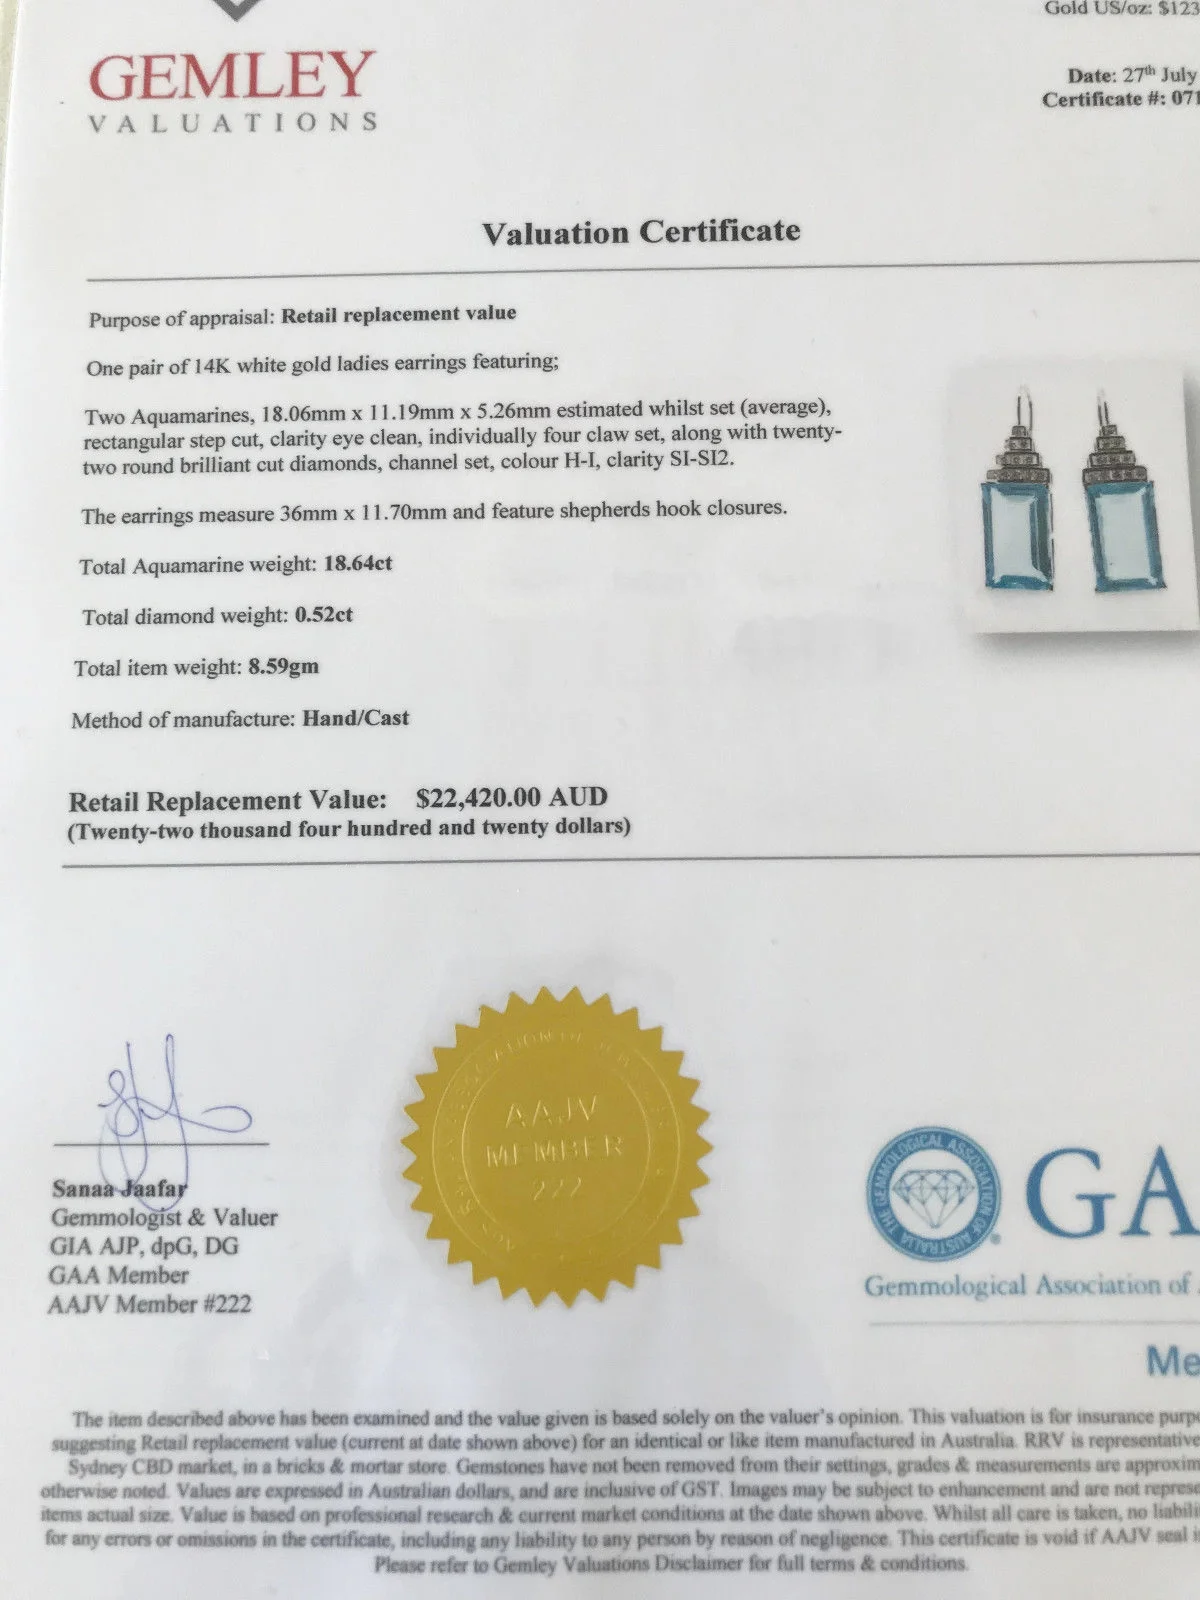 Gold US/oz: $123
GEMLEY
VALUATIONS
Date: 27th July
Certificate #: 071
Valuation Certificate
Purpose of appraisal: Retail replacement value
One pair of 14K white gold ladies earrings featuring;
Two Aquamarines, 18.06mm x 11.19mm x 5.26mm estimated whilst set (average),
rectangular step cut, clarity eye clean, individually four claw set, along with twenty-
two round brilliant cut diamonds, channel set, colour H-I, clarity SI-SI2.
The earrings measure 36mm x 11.70mm and feature shepherds hook closures.
Total Aquamarine weight: 18.64ct
Total diamond weight: 0.52ct
Total item weight: 8.59gm
Method of manufacture: Hand/Cast
Retail Replacement Value: $22,420.00 AUD
(Twenty-two thousand four hundred and twenty dollars)
AAJV
MEMBER
222
Sanaa Jaafar
Gemmologist & Valuer
GIA AJP, dpG, DG
GAA Member
AAJV Member #222
THE GEMMOLOGICAL ASSOCIATION OF AUSTRALIA
GA
Gemmological Association of
Me
The item described above has been examined and the value given is based solely on the valuer's opinion. This valuation is for insurance purpo
suggesting Retail replacement value (current at date shown above) for an identical or like item manufactured in Australia. RRV is representative
Sydney CBD market, in a bricks & mortar store. Gemstones have not been removed from their settings, grades & measurements are approxim
otherwise noted. Values are expressed in Australian dollars, and are inclusive of GST. Images may be subject to enhancement and are not represe
items actual size. Value is based on professional research & current market conditions at the date shown above. Whilst all care is taken, no liabili
for any errors or omissions in the certificate, including any liability to any person by reason of negligence. This certificate is void if AAJV seal i
Please refer to Gemley Valuations Disclaimer for full terms & conditions.